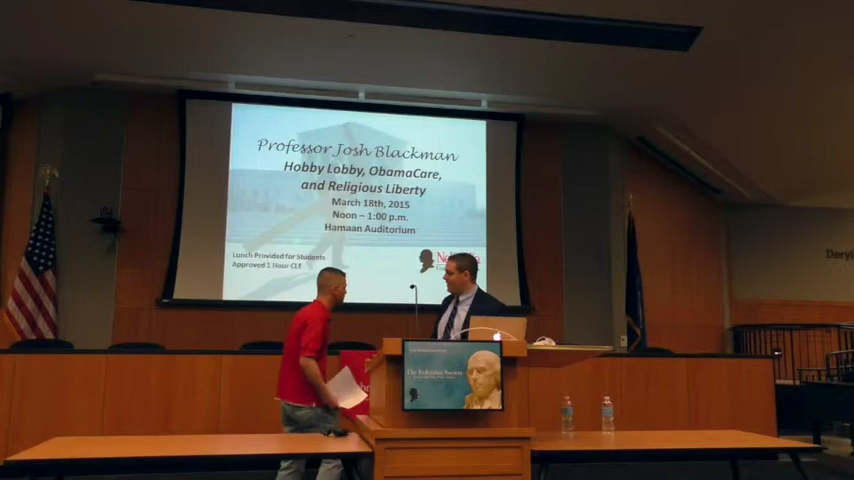 Professor Josh Blackman
Hobby Lobby, ObamaCare,
and Religious Liberty
March 18th, 2015
Noon – 1:00 p.m.
Hamaan Auditorium
Lunch Provided for Students
Approved 1 Hour CLE
The Federalist Society
Deryl